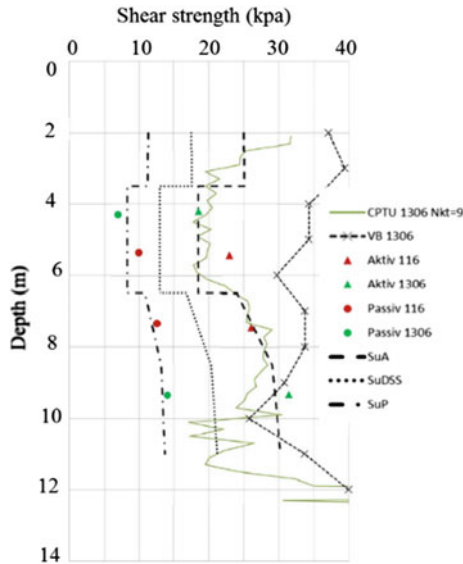 Shear strength (kpa)
0 10 20 30 40
0
2
4
6
8
10
12
14
Depth (m)
CPTU 1306 Nkt=9
VB 1306
Aktiv 116
Aktiv 1306
Passiv 116
Passiv 1306
SuA
SuDSS
SuP